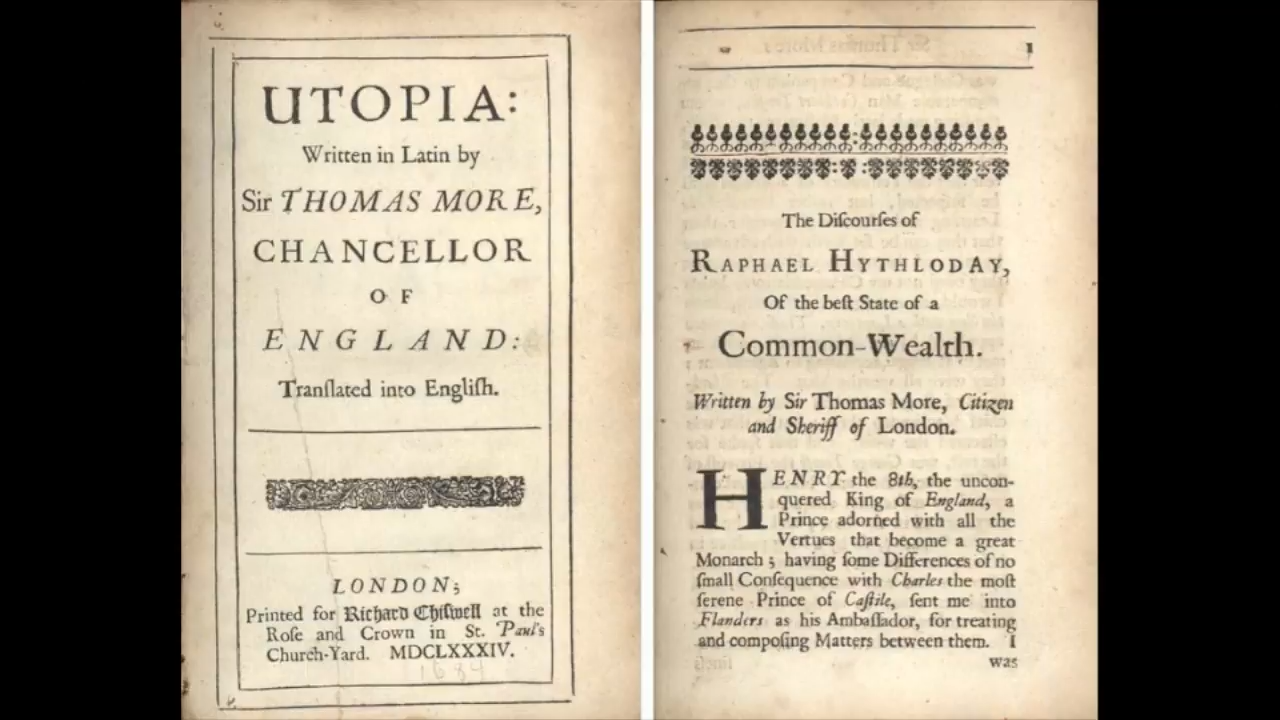 UTOPIA:
Written in Latin by
Sir THOMAS MORE,
CHANCELLOR
OF
ENGLAND:
Tranſlated into Engliſh.
LONDON;
Printed for Richard Chiſwell at the
Roſe and Crown in St. Paul's
Church-Yard. MDCLXXXIV.
1684
1
The Diſcourſes of
RAPHAEL HYTHLODAY,
Of the beſt State of a
Common-Wealth.
Written by Sir Thomas More, Citizen
and Sheriff of London.
HENRY the 8th, the uncon-
quered King of England, a
Prince adorned with all the
Vertues that become a great
Monarch; having ſome Differences of no
ſmall Conſequence with Charles the moſt
ſerene Prince of Caſtile, ſent me into
Flanders as his Ambaſſador, for treating
and compoſing Matters between them. I
was